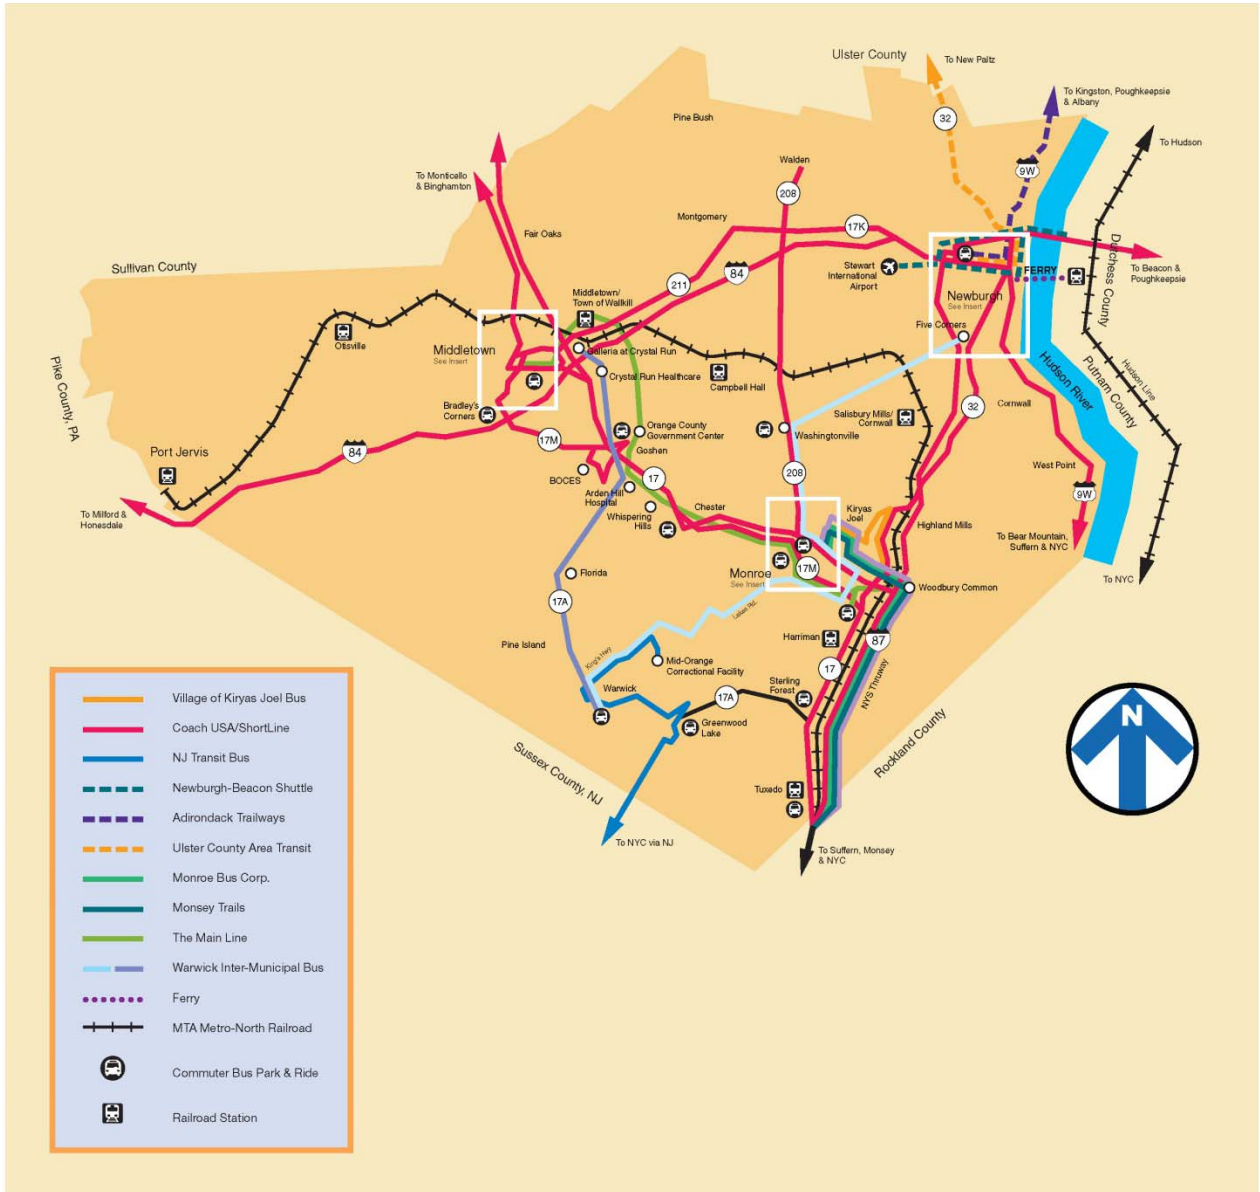 Ulster County
To New Paltz
To Kingston, Poughkeepsie
& Albany
32
Pine Bush
To Hudson
Walden
9W
To Monticello
& Binghamton
208
Montgomery
17K
Fair Oaks
Dutchess County
To Beacon &
Poughkeepsie
Sullivan County
84
Stewart
International
Airport
FERRY
211
Newburgh
See Insert
Middletown/
Town of Wallkill
Five Corners
Otisville
Middletown
See Insert
Galleria at Crystal Run
Hudson River
Putnam County
Hudson Line
Pike County, PA
Crystal Run Healthcare
Campbell Hall
Bradley's
Corners
32
Cornwall
Salisbury Mills/
Cornwall
Orange County
Government Center
Washingtonville
17M
Goshen
84
Port Jervis
West Point
BOCES
17
208
9W
Arden Hill
Hospital
Whispering
Hills
Chester
Kiryas
Joel
Highland Mills
To Milford &
Honesdale
To Bear Mountain,
Suffern & NYC
17M
Monroe
See Insert
Florida
To NYC
Woodbury Common
17A
Lakes Rd.
Harriman
87
Pine Island
King's Hwy
Mid-Orange
Correctional Facility
17
NYS Thruway
Sterling
Forest
Warwick
17A
Greenwood
Lake
Rockland County
N
Sussex County, NJ
Tuxedo
To NYC via NJ
To Suffern, Monsey
& NYC
Village of Kiryas Joel Bus
Coach USA/ShortLine
NJ Transit Bus
Newburgh-Beacon Shuttle
Adirondack Trailways
Ulster County Area Transit
Monroe Bus Corp.
Monsey Trails
The Main Line
Warwick Inter-Municipal Bus
Ferry
MTA Metro-North Railroad
Commuter Bus Park & Ride
Railroad Station